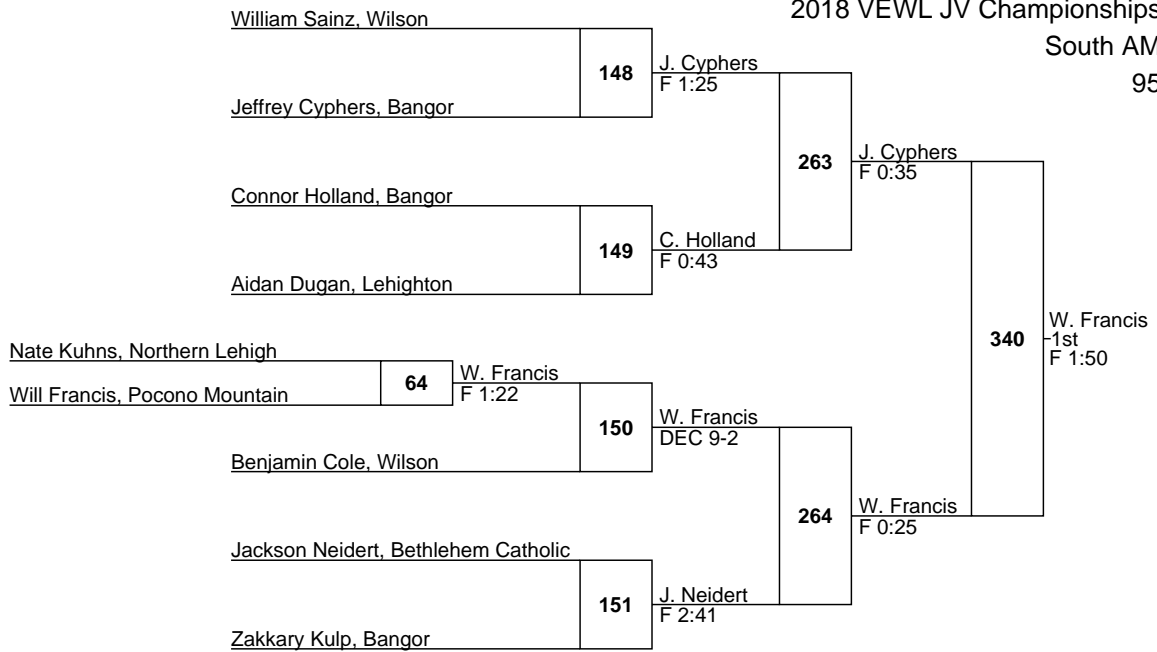 2018 VEWL JV Championships
South AM
95
William Sainz, Wilson
148
J. Cyphers
F 1:25
Jeffrey Cyphers, Bangor
263
J. Cyphers
F 0:35
Connor Holland, Bangor
149
C. Holland
F 0:43
Aidan Dugan, Lehighton
340
W. Francis
1st
F 1:50
Nate Kuhns, Northern Lehigh
64
W. Francis
F 1:22
Will Francis, Pocono Mountain
150
W. Francis
DEC 9-2
Benjamin Cole, Wilson
264
W. Francis
F 0:25
Jackson Neidert, Bethlehem Catholic
151
J. Neidert
F 2:41
Zakkary Kulp, Bangor